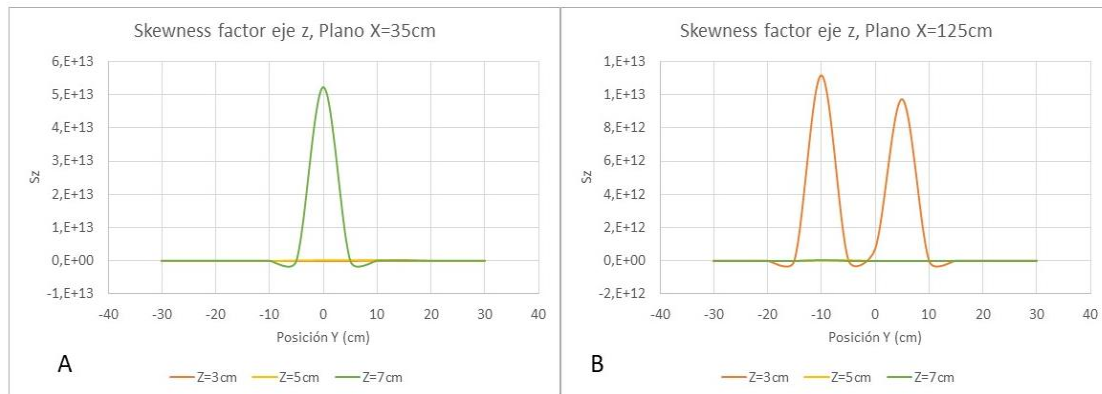 Skewness factor eje z, Plano X=35cm
6,E+13
5,E+13
4,E+13
3,E+13
2,E+13
1,E+13
0,E+00
-1,E+13
Sz
-40 -30 -20 -10 0 10 20 30 40
Posición Y (cm)
A
Z=3cm Z=5cm Z=7cm
Skewness factor eje z, Plano X=125cm
1,E+13
1,E+13
8,E+12
6,E+12
4,E+12
2,E+12
0,E+00
-2,E+12
Sz
-40 -30 -20 -10 0 10 20 30 40
Posición Y (cm)
B
Z=3cm Z=5cm Z=7cm